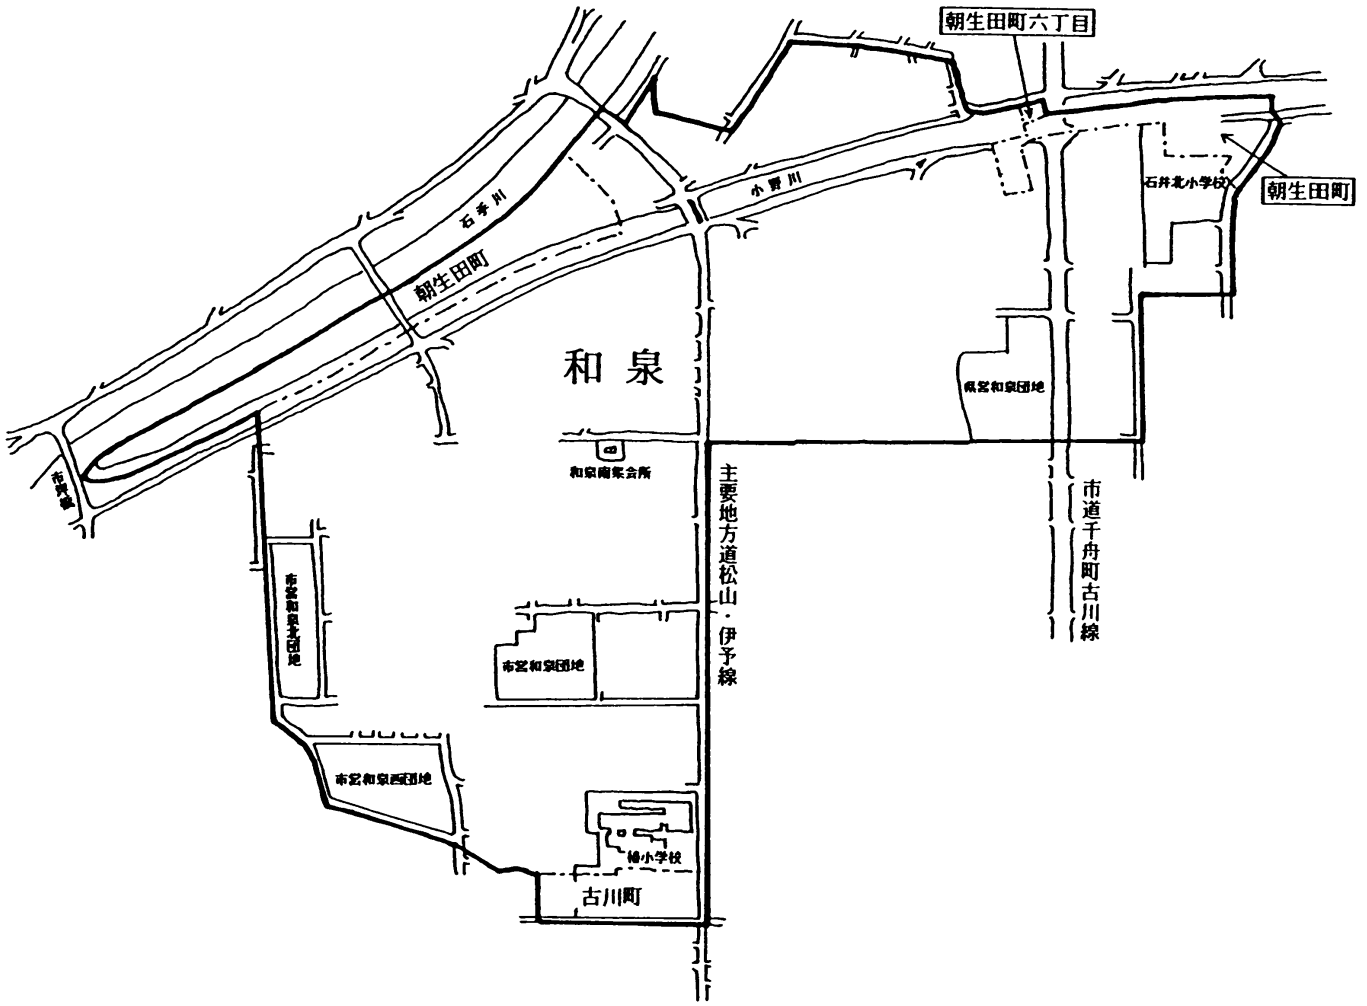 朝生田町六丁目
小野川
石手川
石井北小学校
朝生田町
朝生田町
和泉
県営和泉団地
和泉南集会所
市坪橋
主要地方道松山・伊予線
市道千舟町古川線
市営和泉北団地
市営和泉団地
市営和泉西団地
椿小学校
古川町